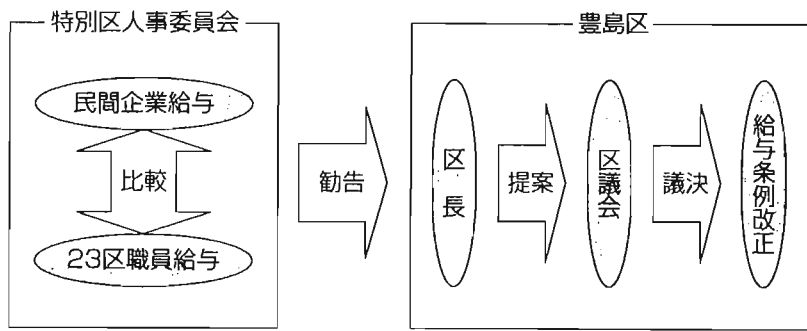 特別区人事委員会
民間企業給与
比較
23区職員給与
勧告
豊島区
区長
提案
区議会
議決
給与条例改正